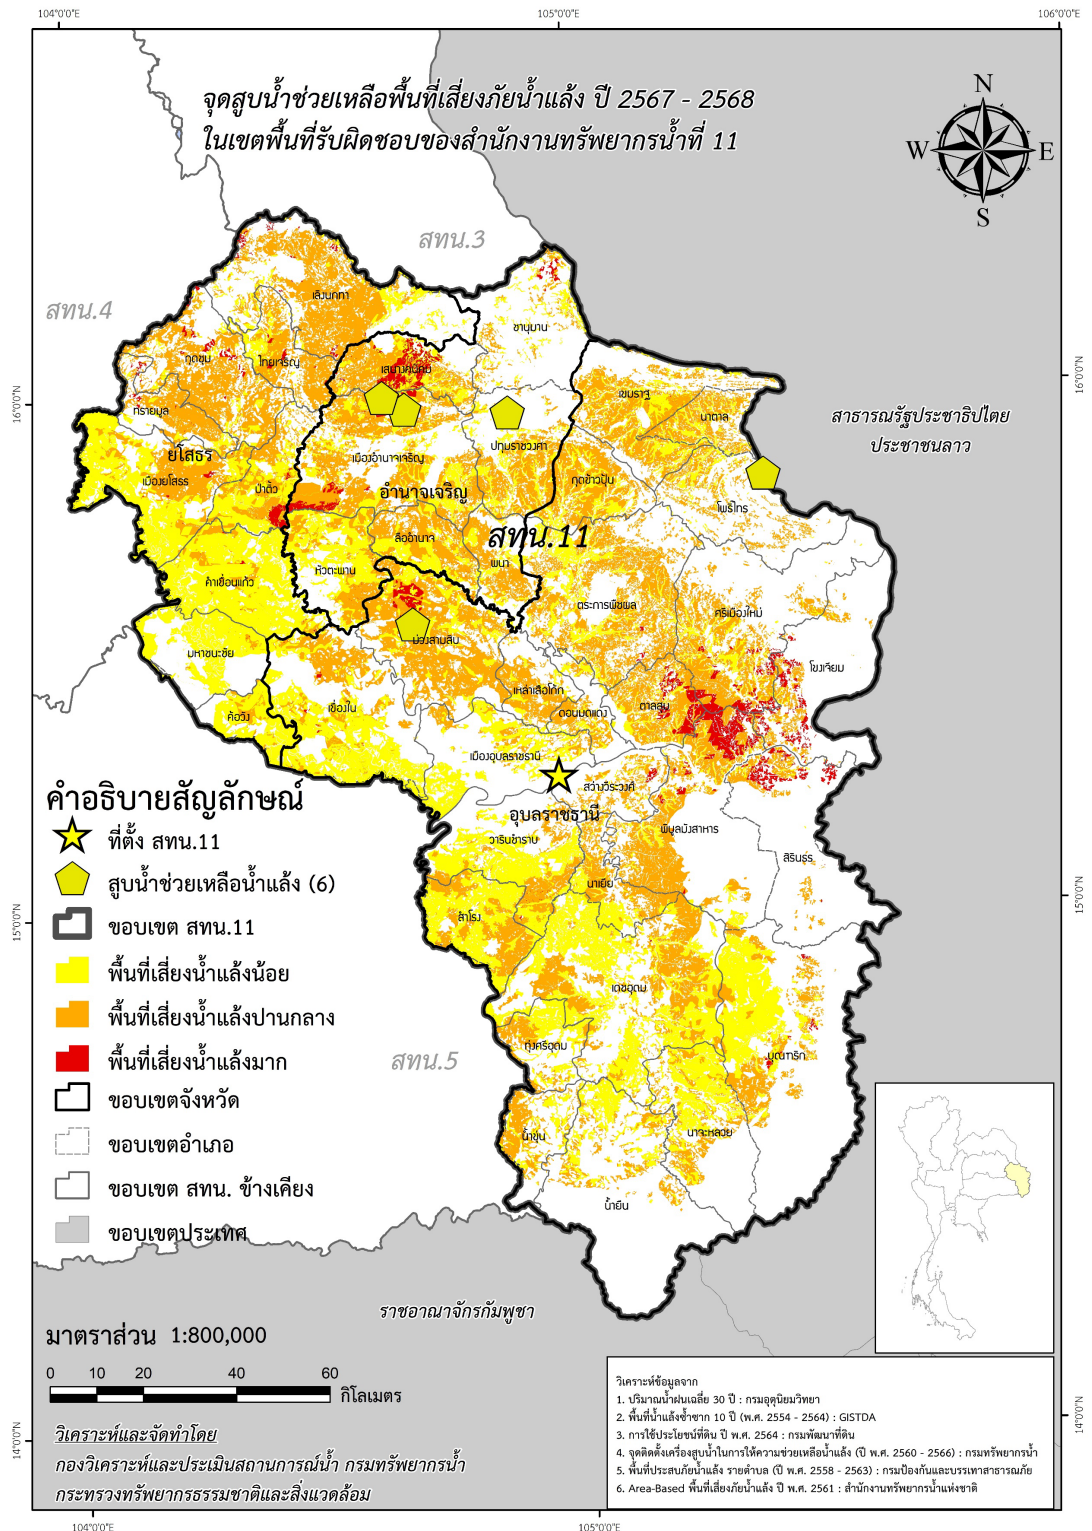 104°0'0"E
105°0'0"E
106°0'0"E
จุดสูบน้ำช่วยเหลือพื้นที่เสี่ยงภัยน้ำแล้ง ปี 2567 - 2568
ในเขตพื้นที่รับผิดชอบของสำนักงานทรัพยากรน้ำที่ 11
N
W
E
S
สทน.3
สทน.4
เลิงนกทา
ชานุมาน
กุดชุม
ไทยเจริญ
เสนางคนิคม
16°0'0"N
16°0'0"N
เขมราฐ
นาตาล
ทรายมูล
ปทุมราชวงศา
สาธารณรัฐประชาธิปไตย
ประชาชนลาว
ยโสธร
เมืองยโสธร
เมืองอำนาจเจริญ
อำนาจเจริญ
ป่าติ้ว
กุดข้าวปุ้น
โพธิ์ไทร
สทน.11
ลืออำนาจ
พนา
หัวตะพาน
คำเขื่อนแก้ว
ตระการพืชผล
ศรีเมืองใหม่
ม่วงสามสิบ
มหาชนะชัย
โขงเจียม
เหล่าเสือโก้ก
ดอนมดแดง
ตาลสุม
ค้อวัง
เขื่องใน
เมืองอุบลราชธานี
สว่างวีระวงศ์
อุบลราชธานี
พิบูลมังสาหาร
วารินชำราบ
สิรินธร
นาเยีย
สำโรง
15°0'0"N
15°0'0"N
เดชอุดม
ทุ่งศรีอุดม
บุณฑริก
สทน.5
น้ำขุ่น
นาจะหลวย
น้ำยืน
คำอธิบายสัญลักษณ์
ที่ตั้ง สทน.11
สูบน้ำช่วยเหลือน้ำแล้ง (6)
ขอบเขต สทน.11
พื้นที่เสี่ยงน้ำแล้งน้อย
พื้นที่เสี่ยงน้ำแล้งปานกลาง
พื้นที่เสี่ยงน้ำแล้งมาก
ขอบเขตจังหวัด
ขอบเขตอำเภอ
ขอบเขต สทน. ข้างเคียง
ขอบเขตประเทศ
ราชอาณาจักรกัมพูชา
มาตราส่วน 1:800,000
0 10 20 40 60
กิโลเมตร
วิเคราะห์และจัดทำโดย
กองวิเคราะห์และประเมินสถานการณ์น้ำ กรมทรัพยากรน้ำ
กระทรวงทรัพยากรธรรมชาติและสิ่งแวดล้อม
วิเคราะห์ข้อมูลจาก
1. ปริมาณน้ำฝนเฉลี่ย 30 ปี : กรมอุตุนิยมวิทยา
2. พื้นที่น้ำแล้งซ้ำซาก 10 ปี (พ.ศ. 2554 - 2564) : GISTDA
3. การใช้ประโยชน์ที่ดิน ปี พ.ศ. 2564 : กรมพัฒนาที่ดิน
4. จุดติดตั้งเครื่องสูบน้ำในการให้ความช่วยเหลือน้ำแล้ง (ปี พ.ศ. 2560 - 2566) : กรมทรัพยากรน้ำ
5. พื้นที่ประสบภัยน้ำแล้ง รายตำบล (ปี พ.ศ. 2558 - 2563) : กรมป้องกันและบรรเทาสาธารณภัย
6. Area-Based พื้นที่เสี่ยงภัยน้ำแล้ง ปี พ.ศ. 2561 : สำนักงานทรัพยากรน้ำแห่งชาติ
14°0'0"N
14°0'0"N
104°0'0"E
105°0'0"E